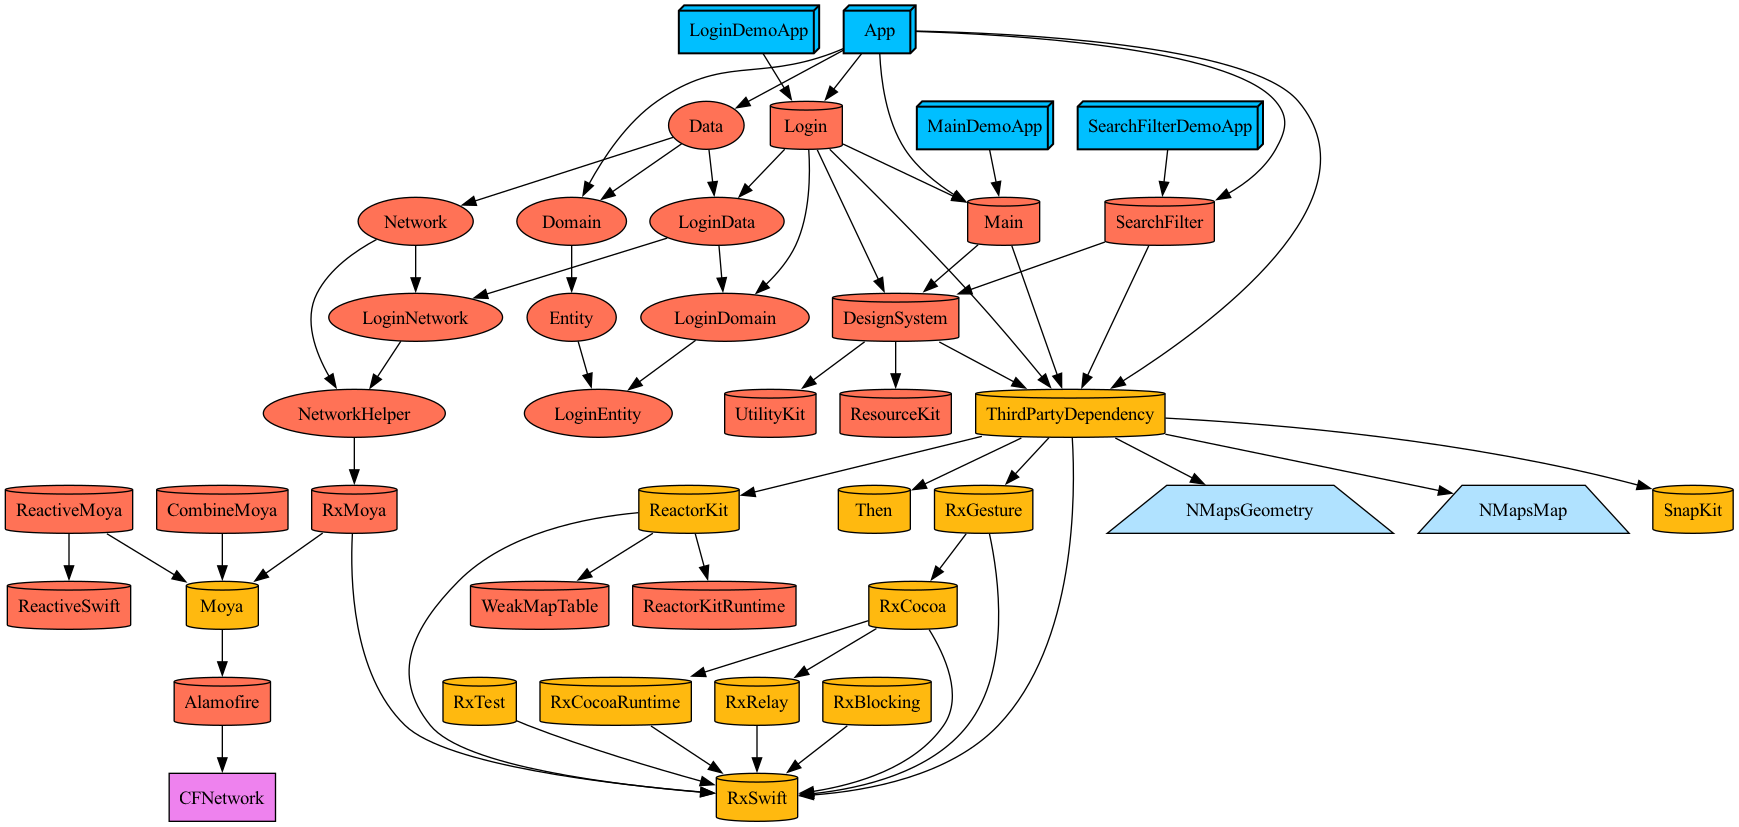 LoginDemoApp
App
Data
Login
MainDemoApp
SearchFilterDemoApp
Network
Domain
LoginData
Main
SearchFilter
LoginNetwork
Entity
LoginDomain
DesignSystem
NetworkHelper
LoginEntity
UtilityKit
ResourceKit
ThirdPartyDependency
ReactiveMoya
CombineMoya
RxMoya
ReactorKit
Then
RxGesture
NMapsGeometry
NMapsMap
SnapKit
ReactiveSwift
Moya
WeakMapTable
ReactorKitRuntime
RxCocoa
Alamofire
RxTest
RxCocoaRuntime
RxRelay
RxBlocking
CFNetwork
RxSwift